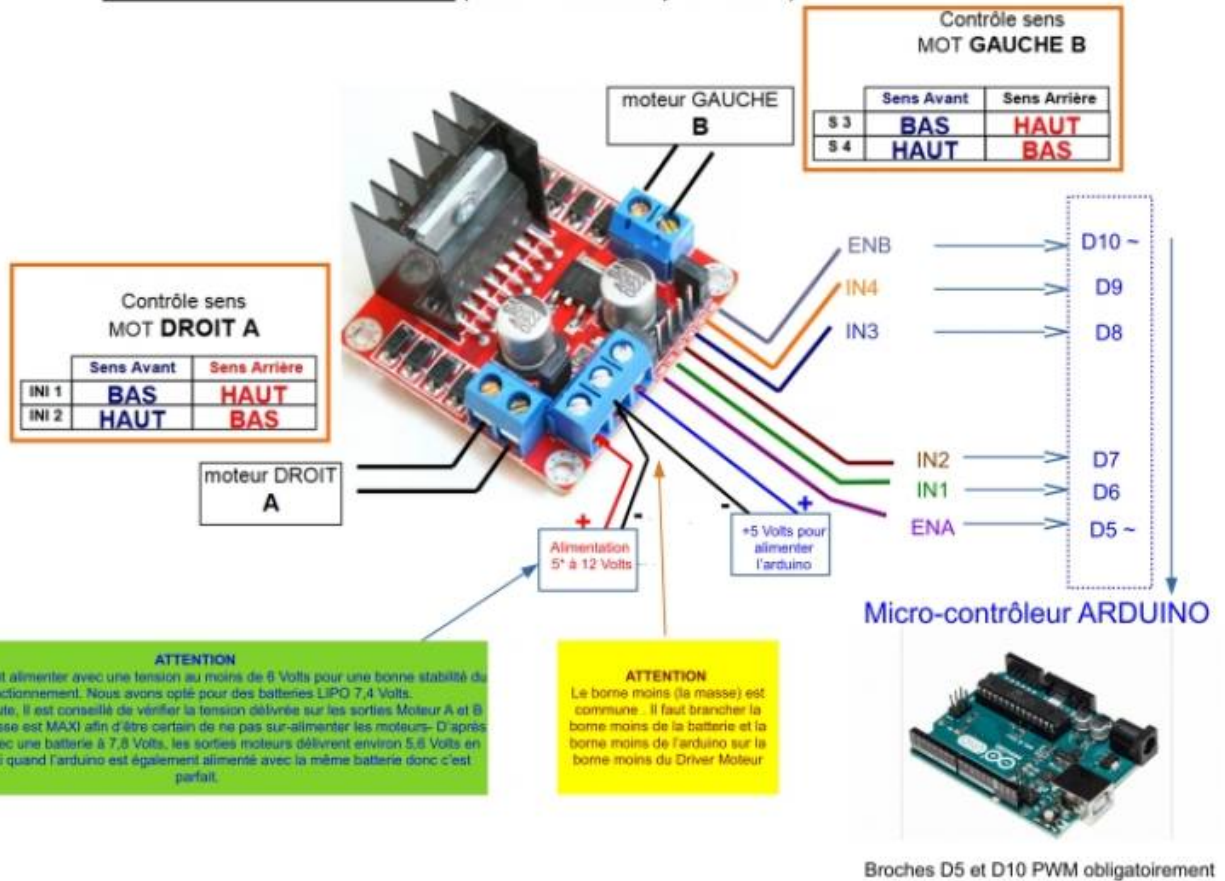 Contrôle sens
MOT GAUCHE B
Sens Avant Sens Arrière
S 3 BAS HAUT
S 4 HAUT BAS
moteur GAUCHE
B
ENB D10 ~
IN4 D9
IN3 D8
Contrôle sens
MOT DROIT A
Sens Avant Sens Arrière
INI 1 BAS HAUT
INI 2 HAUT BAS
moteur DROIT
A
IN2 D7
IN1 D6
ENA D5 ~
+ -
Alimentation
5* à 12 Volts
- +
+5 Volts pour
alimenter
l'arduino
Micro-contrôleur ARDUINO
ATTENTION
alimenter avec une tension au moins de 6 Volts pour une bonne stabilité du
Nous avons opté pour des batteries LIPO 7,4 Volts.
Il est conseillé de vérifier la tension délivrée sur les sorties Moteur A et B
est MAXI afin d'être certain de ne pas sur-alimenter les moteurs- D'après
une batterie à 7,8 Volts, les sorties moteurs délivrent environ 5,6 Volts en
quand l'arduino est également alimenté avec la même batterie donc c'est
parfait.
ATTENTION
Le borne moins (la masse) est
commune . Il faut brancher la
borne moins de la batterie et la
borne moins de l'arduino sur la
borne moins du Driver Moteur
Broches D5 et D10 PWM obligatoirement